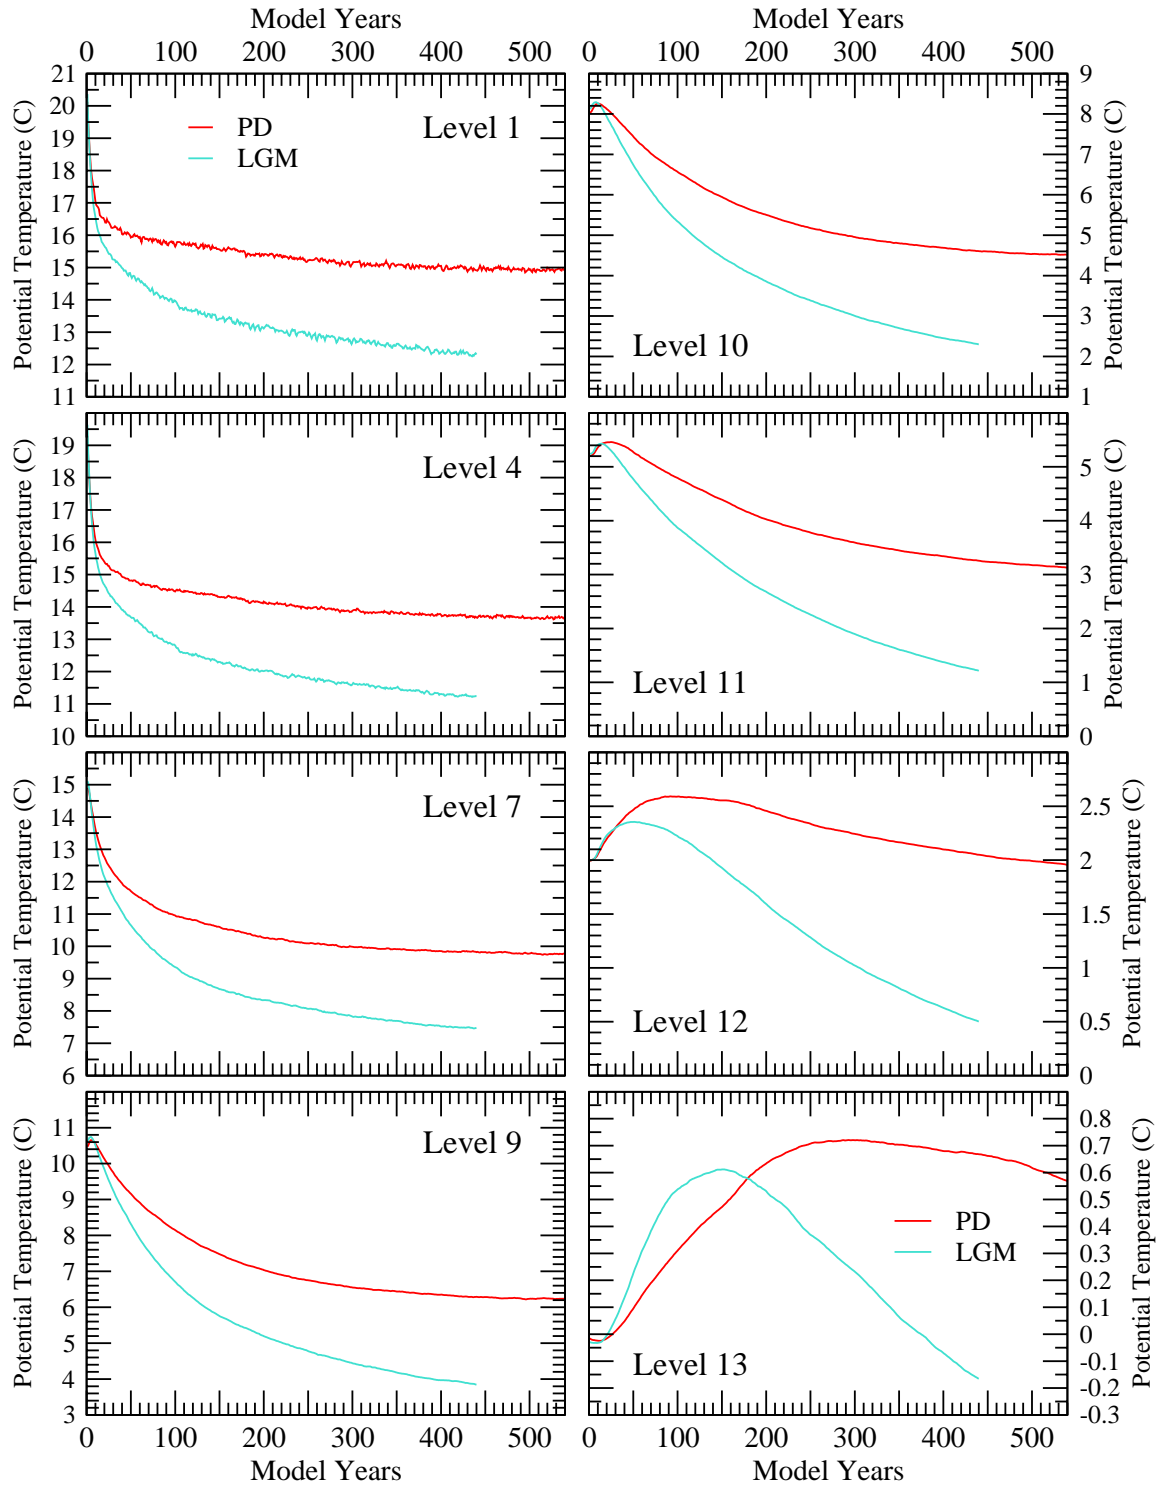 Model Years
Model Years
0 100 200 300 400 500
0 100 200 300 400 500
Potential Temperature (C)
21
20
19
18
17
16
15
14
13
12
11
PD
LGM
Level 1
Level 10
9
8
7
6
5
4
3
2
1
Potential Temperature (C)
Potential Temperature (C)
19
18
17
16
15
14
13
12
11
10
Level 4
Level 11
5
4
3
2
1
0
Potential Temperature (C)
Potential Temperature (C)
15
14
13
12
11
10
9
8
7
6
Level 7
Level 12
2.5
2
1.5
1
0.5
0
Potential Temperature (C)
Potential Temperature (C)
11
10
9
8
7
6
5
4
3
Level 9
PD
LGM
Level 13
0.8
0.7
0.6
0.5
0.4
0.3
0.2
0.1
0
-0.1
-0.2
-0.3
Potential Temperature (C)
0 100 200 300 400 500
0 100 200 300 400 500
Model Years
Model Years